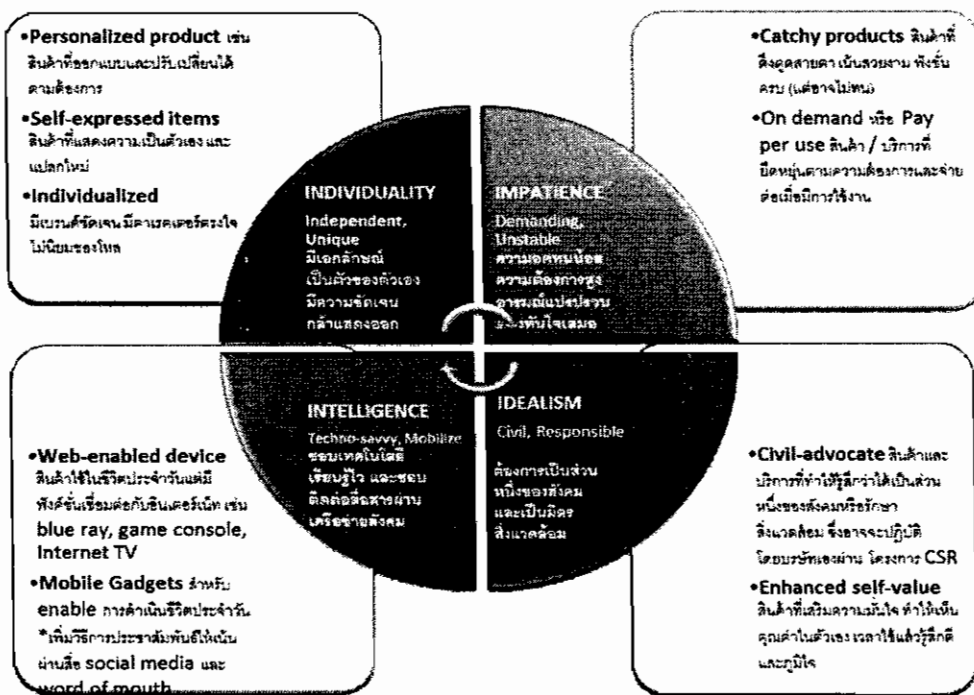 •Personalized product เช่น
สินค้าที่ออกแบบและปรับเปลี่ยนได้
ตามต้องการ
•Self-expressed items
สินค้าที่แสดงความเป็นตัวเอง และ
แปลกใหม่
•Individualized
มีแบรนด์ชัดเจน มีคาแรคเตอร์ตรงใจ
ไม่นิยมของโหล
•Catchy products สินค้าที่
ดึงดูดสายตา เน้นสวยงาม ฟังชั่น
ครบ (แต่อาจไม่ทน)
•On demand หรือ Pay
per use สินค้า / บริการที่
ยืดหยุ่นตามความต้องการและจ่าย
ต่อเมื่อมีการใช้งาน
INDIVIDUALITY
Independent,
Unique
มีเอกลักษณ์
เป็นตัวของตัวเอง
มีความชัดเจน
กล้าแสดงออก
IMPATIENCE
Demanding,
Unstable
ความอดทนน้อย
ความต้องการสูง
อารมณ์แปรปรวน
ทันใจเสมอ
INTELLIGENCE
Techno-savvy, Mobilize
ชอบเทคโนโลยี
เรียนรู้ไว และชอบ
ติดต่อสื่อสารผ่าน
เครือข่ายสังคม
IDEALISM
Civil, Responsible
ต้องการเป็นส่วน
หนึ่งของสังคม
และเป็นมิตร
สิ่งแวดล้อม
•Web-enabled device
สินค้าใช้ในชีวิตประจำวันแต่มี
ฟังค์ชั่นเชื่อมต่อกับอินเตอร์เน็ท เช่น
blue ray, game console,
Internet TV
•Mobile Gadgets สำหรับ
enable การดำเนินชีวิตประจำวัน
*เพิ่มวิธีการประชาสัมพันธ์ให้เน้น
ผ่านสื่อ social media และ
word of mouth
•Civil-advocate สินค้าและ
บริการที่ทำให้รู้สึกว่าได้เป็นส่วน
หนึ่งของสังคมหรือรักษา
สิ่งแวดล้อม ซึ่งอาจจะปฏิบัติ
โดยบริษัทเองผ่าน โครงการ CSR
•Enhanced self-value
สินค้าที่เสริมความมั่นใจ ทำให้เห็น
คุณค่าในตัวเอง เวลาใช้แล้วรู้สึกดี
และภูมิใจ